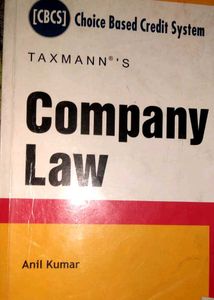 [CBCS] Choice Based Credit System
TAXMANN®'S
Company
Law
Anil Kumar